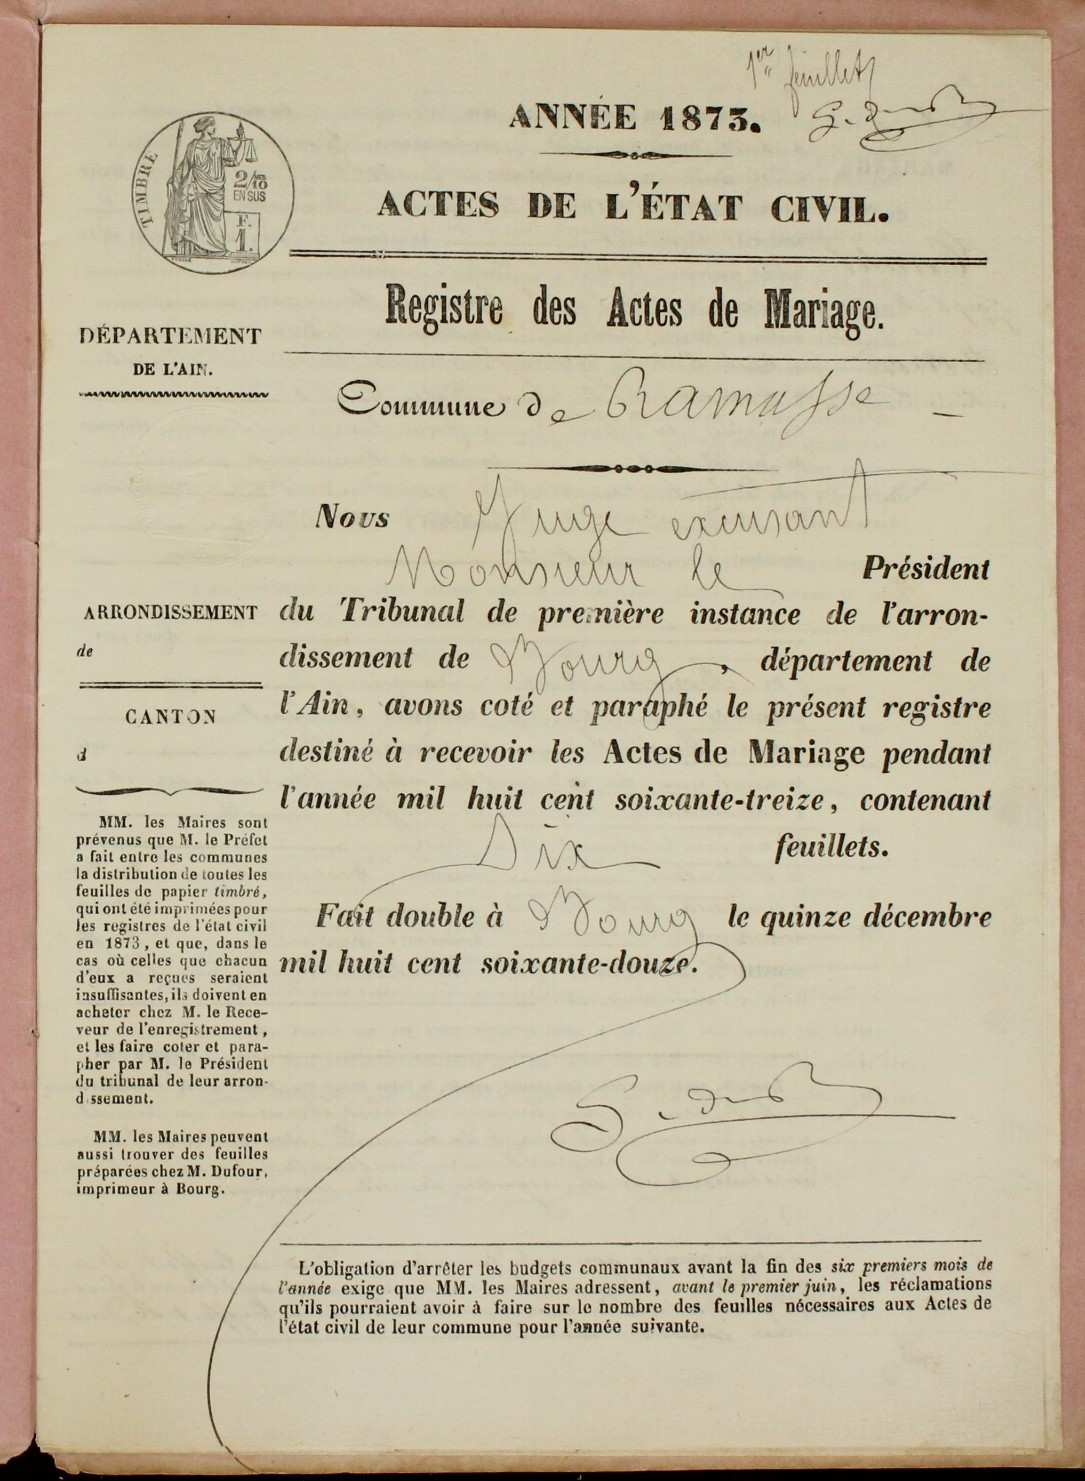 1er feuillet
ANNÉE 1873.
TIMBRE
2/10 ENSUS
F.
1.
ACTES DE L'ÉTAT CIVIL.
Registre des Actes de Mariage.
DÉPARTEMENT
DE L'AIN.
Commune de Ramasse
Nous Juge excusant
Monsieur le Président
ARRONDISSEMENT
de
CANTON
d
du Tribunal de première instance de l'arron-
dissement de Bourg, département de
l'Ain, avons coté et paraphé le présent registre
destiné à recevoir les Actes de Mariage pendant
l'année mil huit cent soixante-treize, contenant
Dix feuillets.
Fait double à Bourg le quinze décembre
mil huit cent soixante-douze.
MM. les Maires sont
prévenus que M. le Préfet
a fait entre les communes
la distribution de toutes les
feuilles de papier timbré,
qui ont été imprimées pour
les registres de l'état civil
en 1873, et que, dans le
cas où celles que chacun
d'eux a reçues seraient
insuffisantes, ils doivent en
acheter chez M. le Rece-
veur de l'enregistrement,
et les faire coter et para-
pher par M. le Président
du tribunal de leur arron-
dissement.
MM. les Maires peuvent
aussi trouver des feuilles
préparées chez M. Dufour,
imprimeur à Bourg.
L'obligation d'arrêter les budgets communaux avant la fin des six premiers mois de
l'année exige que MM. les Maires adressent, avant le premier juin, les réclamations
qu'ils pourraient avoir à faire sur le nombre des feuilles nécessaires aux Actes de
l'état civil de leur commune pour l'année suivante.